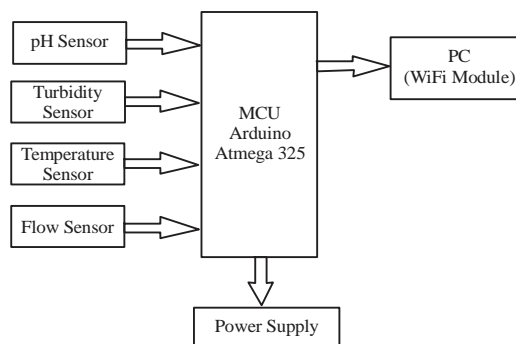 pH Sensor
Turbidity
Sensor
Temperature
Sensor
Flow Sensor
MCU
Arduino
Atmega 325
PC
(WiFi Module)
Power Supply